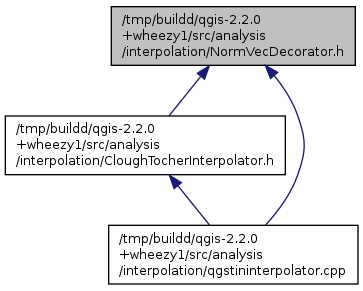 /tmp/buildd/qgis-2.2.0
+wheezy1/src/analysis
/interpolation/NormVecDecorator.h
/tmp/buildd/qgis-2.2.0
+wheezy1/src/analysis
/interpolation/CloughTocherInterpolator.h
/tmp/buildd/qgis-2.2.0
+wheezy1/src/analysis
/interpolation/qgstininterpolator.cpp